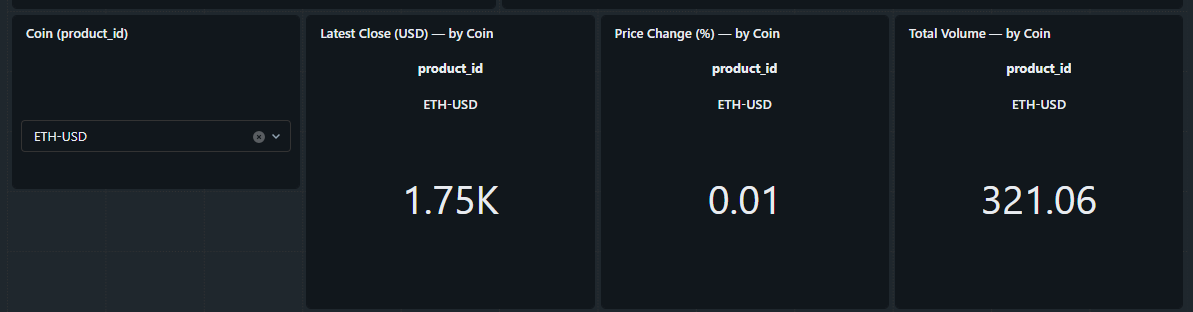 Coin (product_id)
ETH-USD
Latest Close (USD) — by Coin
product_id
ETH-USD
1.75K
Price Change (%) — by Coin
product_id
ETH-USD
0.01
Total Volume — by Coin
product_id
ETH-USD
321.06